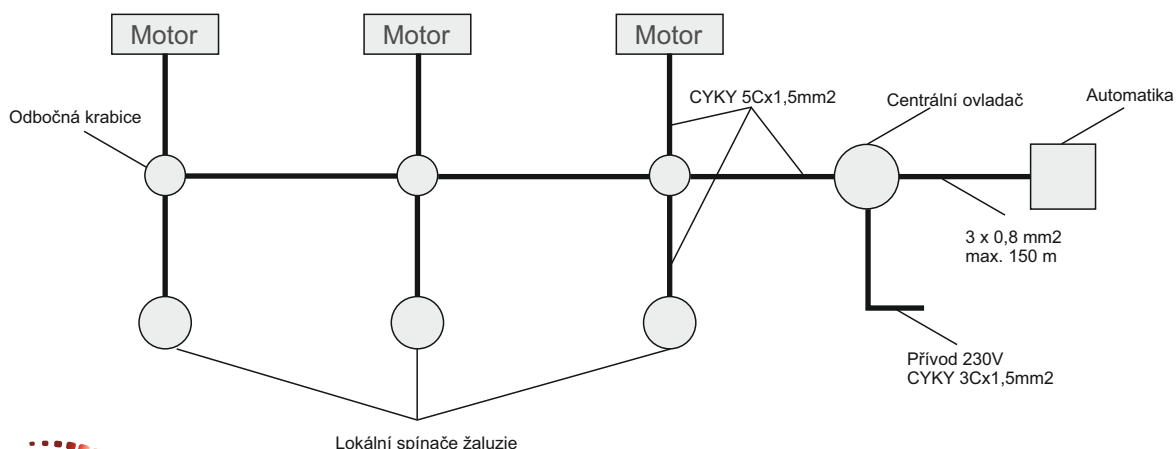 Motor
Motor
Motor
CYKY 5Cx1,5mm2
Centrální ovladač
Automatika
Odbočná krabice
3 x 0,8 mm2
max. 150 m
Přívod 230V
CYKY 3Cx1,5mm2
Lokální spínače žaluzie